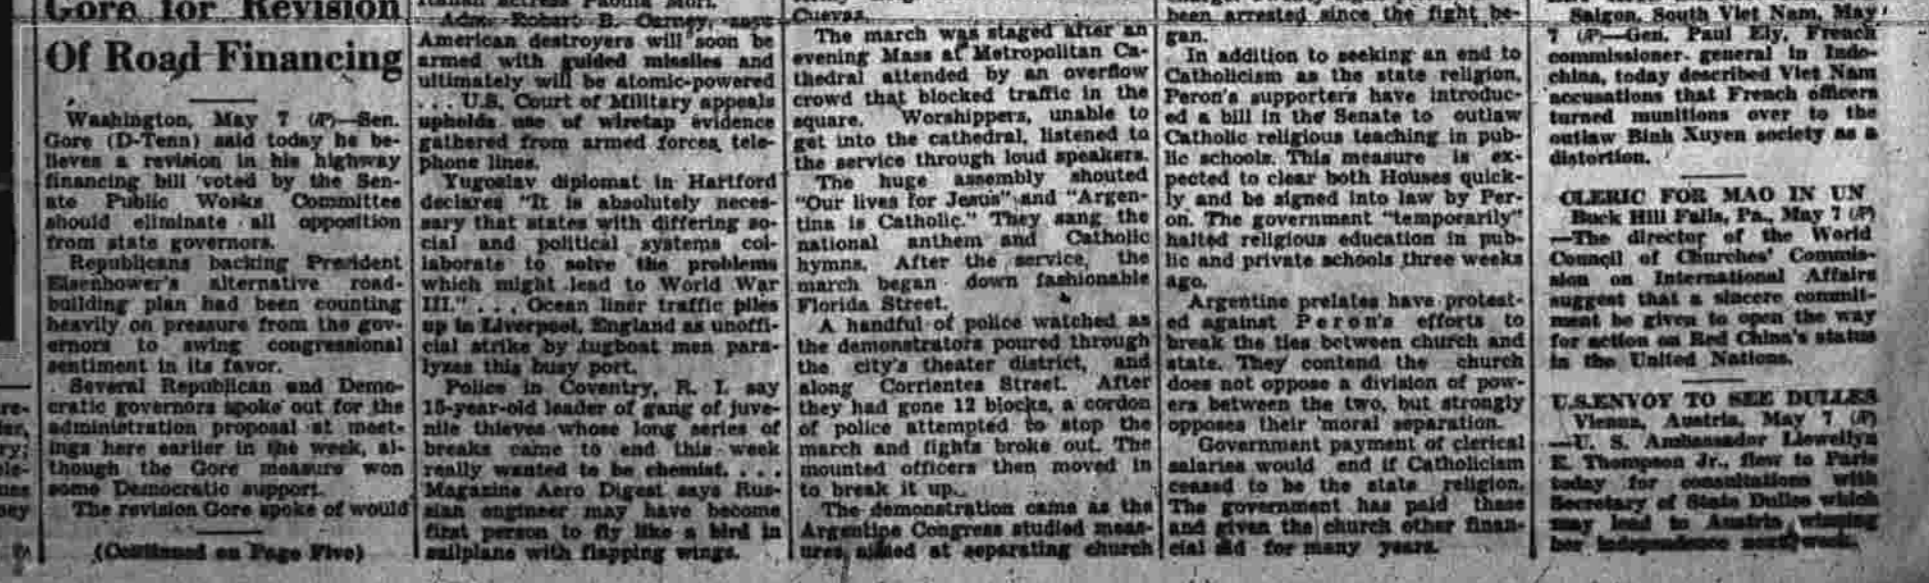 Gore for Revision
Of Road Financing
Washington, May 7 (AP)—Sen.
Gore (D-Tenn) said today he be-
lieves a revision in his highway
financing bill voted by the Sen-
ate Public Works Committee
should eliminate all opposition
from state governors.
Republicans backing President
Eisenhower's alternative road-
building plan had been counting
heavily on pressure from the gov-
ernors to swing congressional
sentiment in its favor.
Several Republican and Demo-
cratic governors spoke out for the
administration proposal at meet-
ings here earlier in the week, al-
though the Gore measure won
some Democratic support.
The revision Gore spoke of would
(Continued on Page Five)
Adm. Robert B. Carney, says
American destroyers will soon be
armed with guided missiles and
ultimately will be atomic-powered
. . . U.S. Court of Military appeals
upholds use of wiretap evidence
gathered from armed forces tele-
phone lines.
Yugoslav diplomat in Hartford
declares "It is absolutely neces-
sary that states with differing so-
cial and political systems col-
laborate to solve the problems
which might lead to World War
III." . . . Ocean liner traffic piles
up in Liverpool, England as unoffi-
cial strike by tugboat men para-
lyzes this busy port.
Police in Coventry, R. I. say
15-year-old leader of gang of juve-
nile thieves whose long series of
breaks came to end this week
really wanted to be chemist. . . .
Magazine Aero Digest says Rus-
sian engineer may have become
first person to fly like a bird in
sailplane with flapping wings.
Cuevas.
The march was staged after an
evening Mass at Metropolitan Ca-
thedral attended by an overflow
crowd that blocked traffic in the
square. Worshippers, unable to
get into the cathedral, listened to
the service through loud speakers.
The huge assembly shouted
"Our lives for Jesus" and "Argen-
tina is Catholic." They sang the
national anthem and Catholic
hymns. After the service, the
march began down fashionable
Florida Street.
A handful of police watched as
the demonstrators poured through
the city's theater district, and
along Corrientes Street. After
they had gone 12 blocks, a cordon
of police attempted to stop the
march and fights broke out. The
mounted officers then moved in
to break it up.
The demonstration came as the
Argentine Congress studied meas-
ures aimed at separating church
been arrested since the fight be-
gan.
In addition to seeking an end to
Catholicism as the state religion,
Peron's supporters have introduc-
ed a bill in the Senate to outlaw
Catholic religious teaching in pub-
lic schools. This measure is ex-
pected to clear both Houses quick-
ly and be signed into law by Per-
on. The government "temporarily"
halted religious education in pub-
lic and private schools three weeks
ago.
Argentine prelates have protest-
ed against Peron's efforts to
break the ties between church and
state. They contend the church
does not oppose a division of pow-
ers between the two, but strongly
opposes their moral separation.
Government payment of clerical
salaries would end if Catholicism
ceased to be the state religion.
The government has paid these
and given the church other finan-
cial aid for many years.
Saigon, South Viet Nam, May
7 (AP)—Gen. Paul Ely, French
commissioner general in Indo-
china, today described Viet Nam
accusations that French officers
turned munitions over to the
outlaw Binh Xuyen society as a
distortion.
CLERIC FOR MAO IN UN
Buck Hill Falls, Pa., May 7 (AP)
—The director of the World
Council of Churches' Commis-
sion on International Affairs
suggest that a sincere commit-
ment be given to open the way
for action on Red China's status
in the United Nations.
U.S.ENVOY TO SEE DULLES
Vienna, Austria, May 7 (AP)
—U. S. Ambassador Llewellyn
E. Thompson Jr., flew to Paris
today for consultations with
Secretary of State Dulles which
may lead to Austria winning
her independence next week.